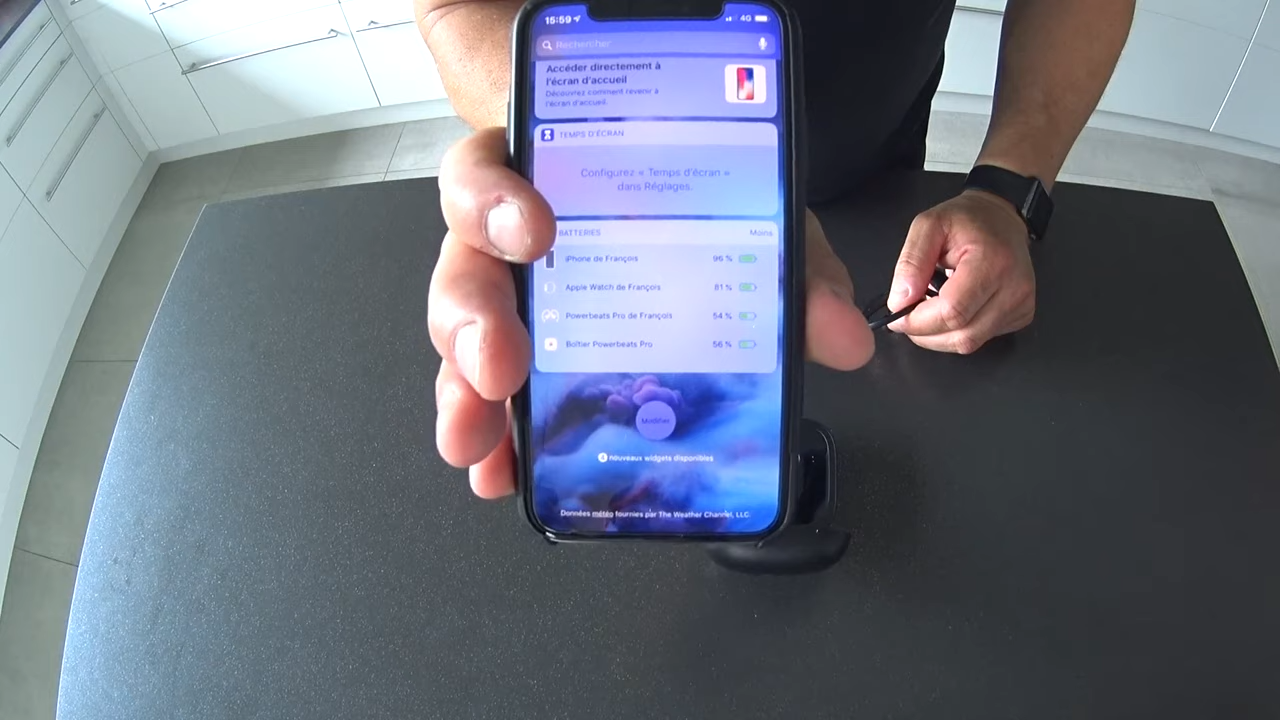 15:59
4G
Rechercher
Accéder directement à
l'écran d'accueil
Découvrez comment revenir à
l'écran d'accueil.
TEMPS D'ÉCRAN
Configurez « Temps d'écran »
dans Réglages.
BATTERIES Moins
iPhone de François 96 %
Apple Watch de François 81 %
Powerbeats Pro de François 54 %
Boîtier Powerbeats Pro 56 %
Modifier
4 nouveaux widgets disponibles
Données météo fournies par The Weather Channel, LLC.